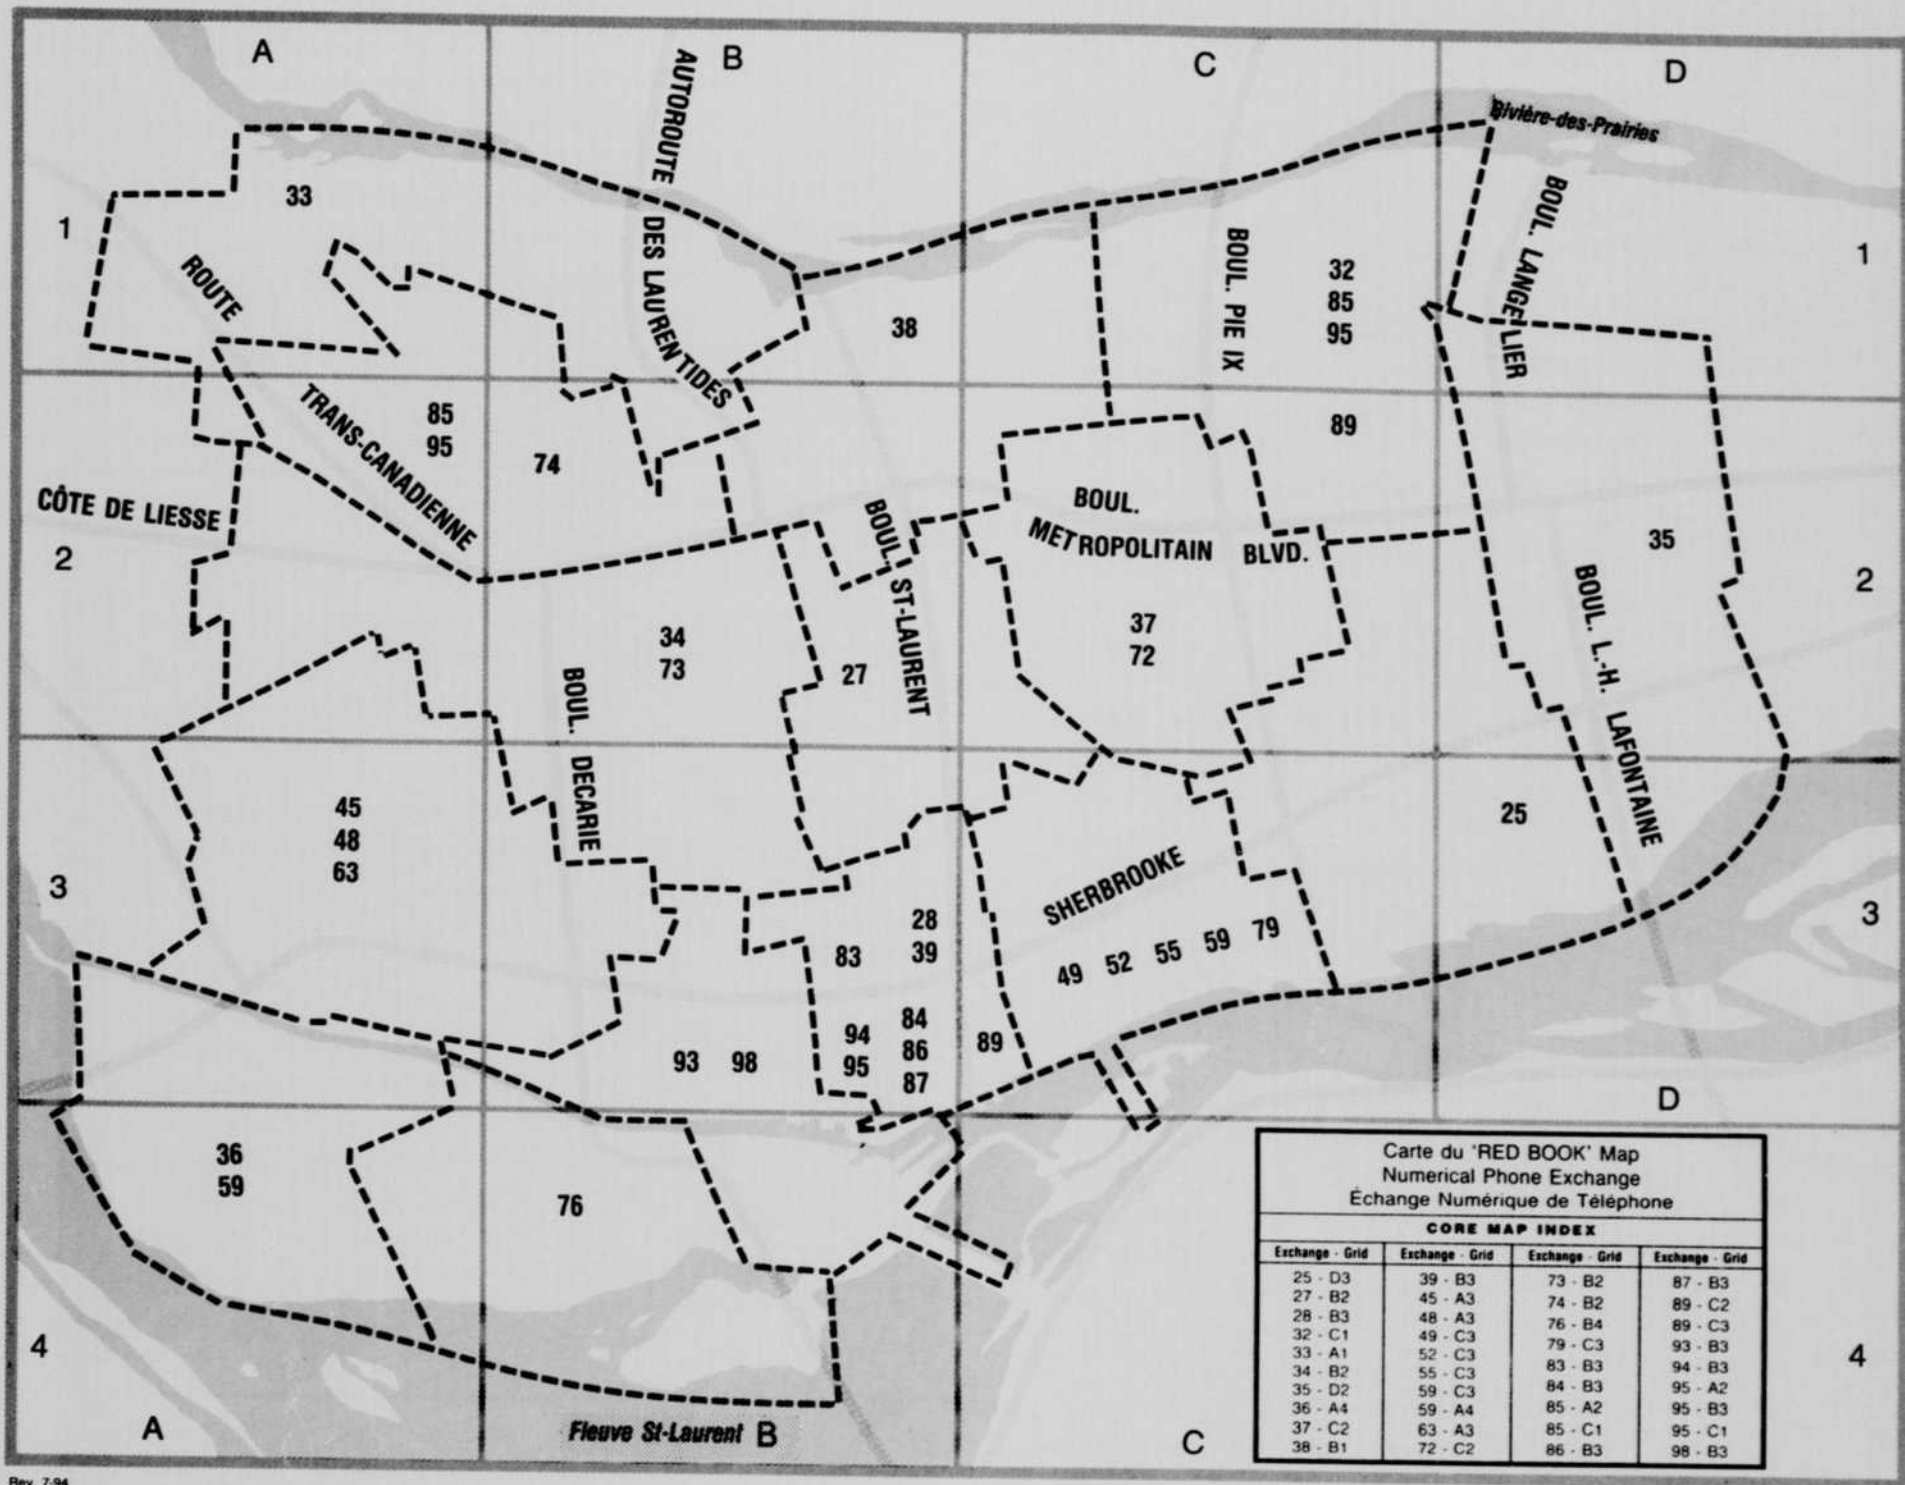 A
B
C
D
AUTOROUTE
DES LAURENTIDES
Rivière-des-Prairies
1
33
ROUTE
TRANS-CANADIENNE
38
BOUL. PIE IX
32
85
95
BOUL. LANGELIER
1
85
95
74
89
CÔTE DE LIESSE
2
BOUL. ST-LAURENT
BOUL.
METROPOLITAIN BLVD.
35
2
34
73
27
37
72
BOUL. DECARIE
BOUL. L.-H. LAFONTAINE
45
48
63
25
3
SHERBROOKE
28
39
83
49 52 55 59 79
3
93 98
94
95
84
86
87
89
D
36
59
76
4
4
A
Fleuve St-Laurent B
C
Carte du 'RED BOOK' Map
Numerical Phone Exchange
Échange Numérique de Téléphone
CORE MAP INDEX
Exchange - Grid Exchange - Grid Exchange - Grid Exchange - Grid
25 - D3 39 - B3 73 - B2 87 - B3
27 - B2 45 - A3 74 - B2 89 - C2
28 - B3 48 - A3 76 - B4 89 - C3
32 - C1 49 - C3 79 - C3 93 - B3
33 - A1 52 - C3 83 - B3 94 - B3
34 - B2 55 - C3 84 - B3 95 - A2
35 - D2 59 - C3 85 - A2 95 - B3
36 - A4 59 - A4 85 - C1 95 - C1
37 - C2 63 - A3 86 - B3 98 - B3
38 - B1 72 - C2
Rev. 7-94